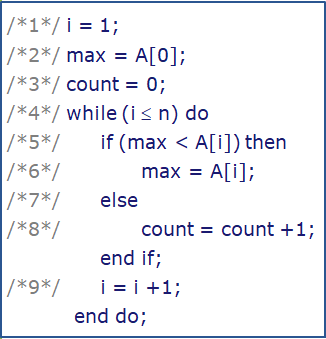 /*1*/ i = 1;
/*2*/ max = A[0];
/*3*/ count = 0;
/*4*/ while (i ≤ n) do
/*5*/ if (max < A[i]) then
/*6*/ max = A[i];
/*7*/ else
/*8*/ count = count +1;
end if;
/*9*/ i = i +1;
end do;